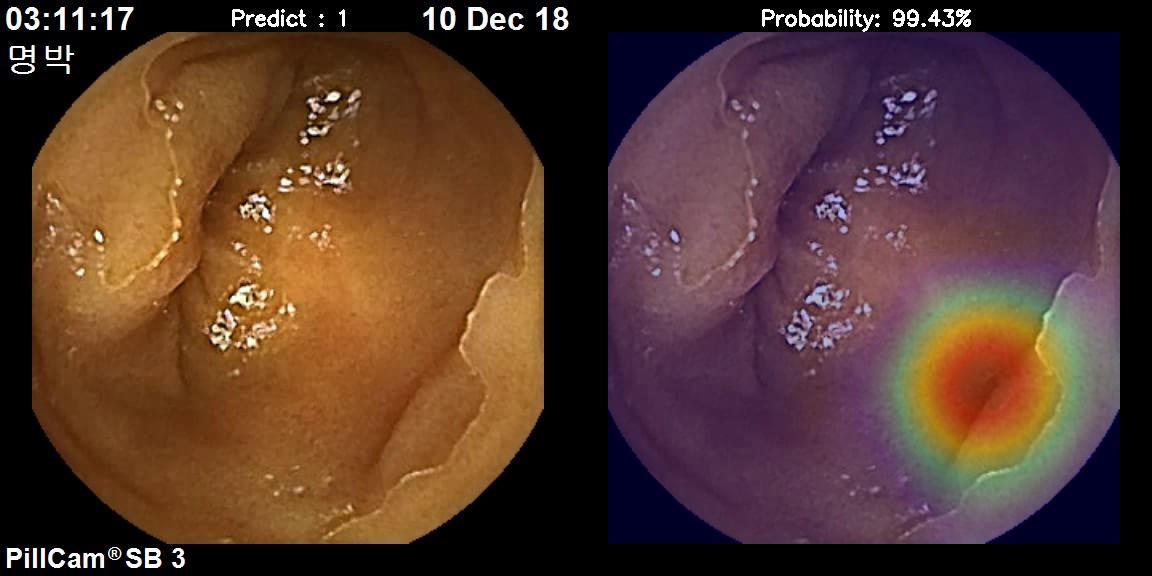 03:11:17
Predict : 1
10 Dec 18
Probability: 99.43%
명 박
PillCam® SB 3